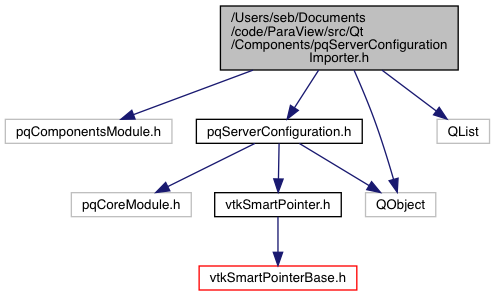 /Users/seb/Documents
/code/ParaView/src/Qt
/Components/pqServerConfiguration
Importer.h
pqComponentsModule.h
pqServerConfiguration.h
QList
pqCoreModule.h
vtkSmartPointer.h
QObject
vtkSmartPointerBase.h